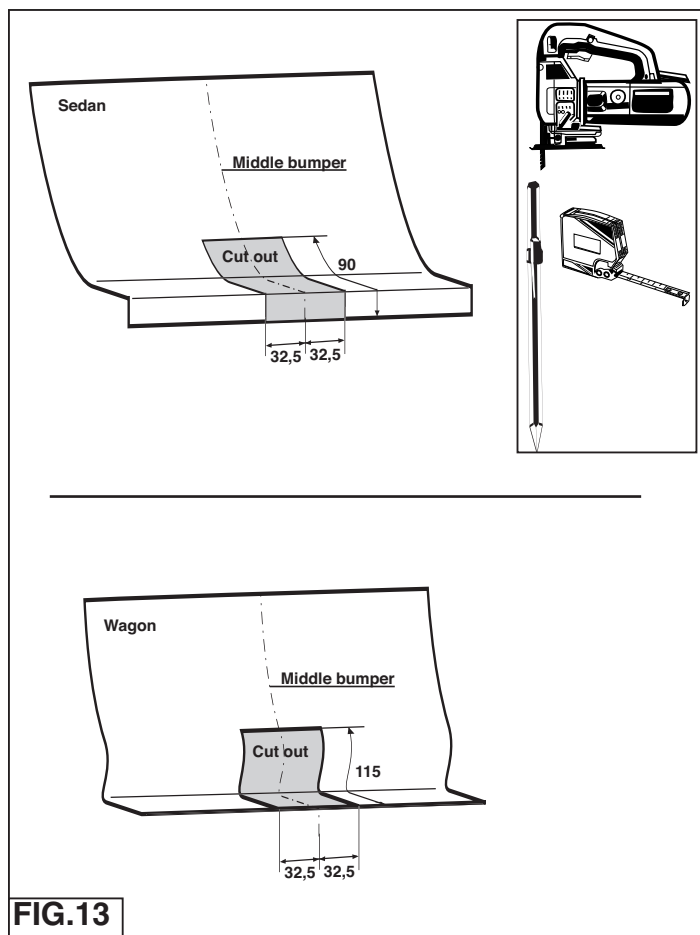 Sedan
Middle bumper
Cut out
90
32,5 32,5
Wagon
Middle bumper
Cut out
115
32,5 32,5
FIG.13